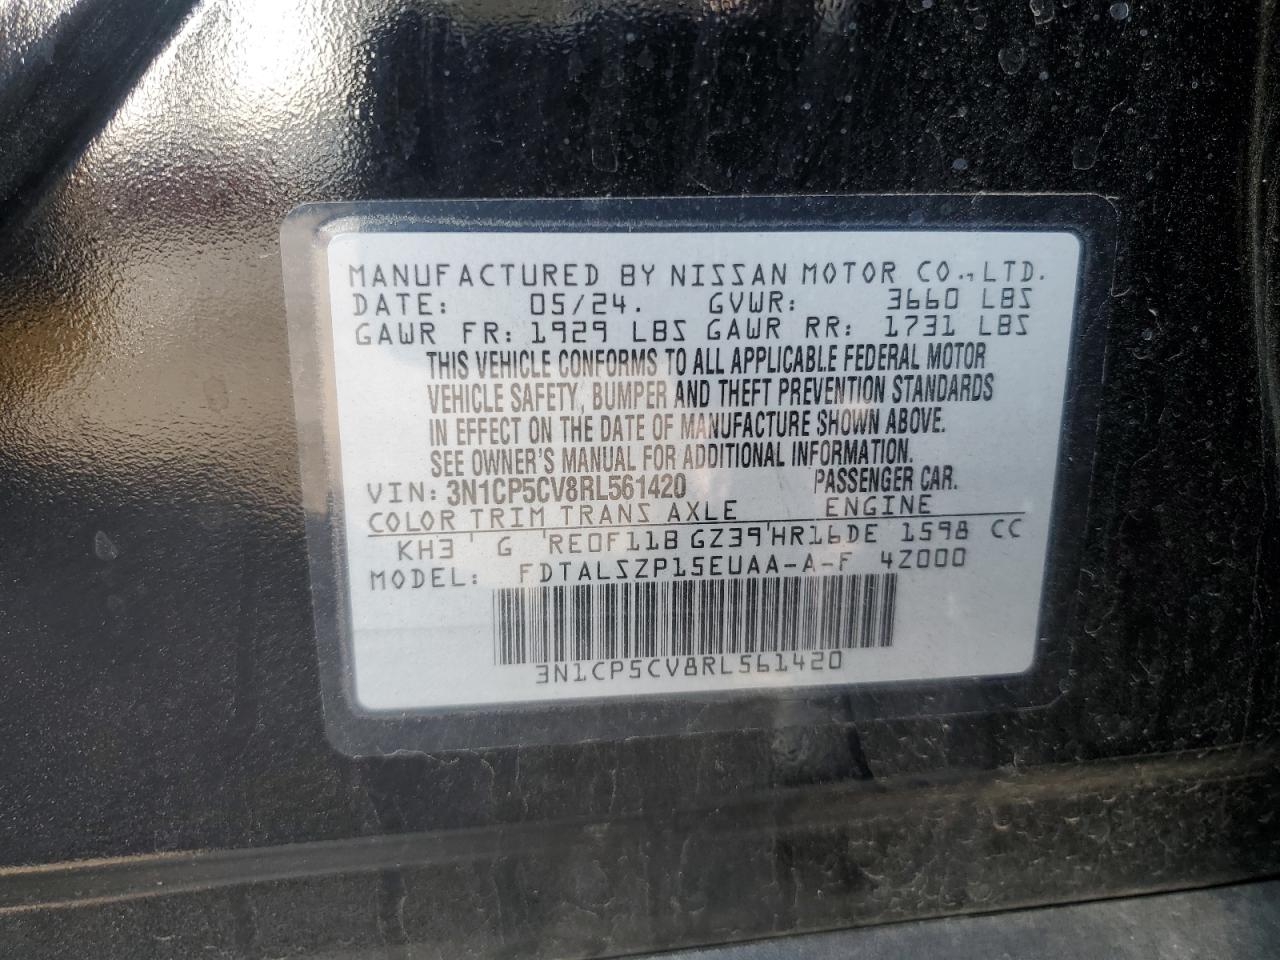 MANUFACTURED BY NISSAN MOTOR CO.,LTD.
DATE: 05/24. GVWR: 3660 LBS
GAWR FR: 1929 LBS GAWR RR: 1731 LBS
THIS VEHICLE CONFORMS TO ALL APPLICABLE FEDERAL MOTOR
VEHICLE SAFETY, BUMPER AND THEFT PREVENTION STANDARDS
IN EFFECT ON THE DATE OF MANUFACTURE SHOWN ABOVE.
SEE OWNER'S MANUAL FOR ADDITIONAL INFORMATION.
VIN: 3N1CP5CV8RL561420 PASSENGER CAR.
COLOR TRIM TRANS AXLE ENGINE
KH3 ' G ' RE0F11B GZ39'HR16DE 1598 CC
MODEL: FDTALSZP15EUAA-A-F 4Z000
3N1CP5CV8RL561420